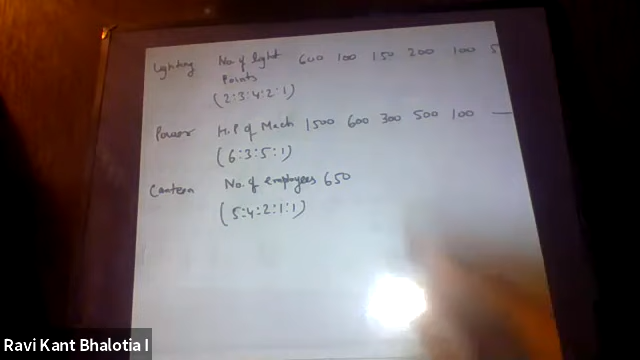 Lighting No. of light 600 100 150 200 100 5
Points
(2:3:4:2:1)
Power H.P of Mach 1500 600 300 500 100 —
(6:3:5:1)
Canteen No. of employees 650
(5:4:2:1:1)
Ravi Kant Bhalotia I